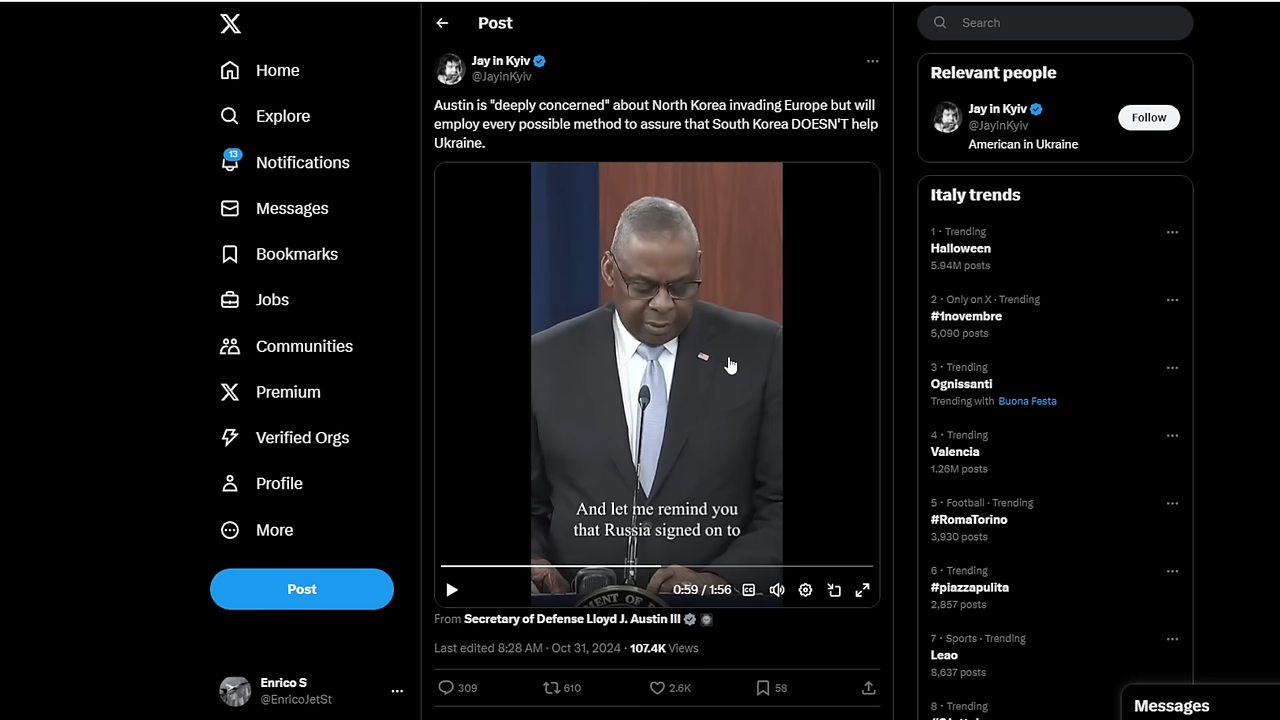 Home
Explore
13
Notifications
Messages
Bookmarks
Jobs
Communities
Premium
Verified Orgs
Profile
More
Post
Enrico S
@EnricoJetSt
Post
Jay in Kyiv
@JayinKyiv
Austin is "deeply concerned" about North Korea invading Europe but will
employ every possible method to assure that South Korea DOESN'T help
Ukraine.
And let me remind you
that Russia signed on to
0:59 / 1:56
MENT OF
From Secretary of Defense Lloyd J. Austin III
Last edited 8:28 AM · Oct 31, 2024 · 107.4K Views
309
610
2.6K
58
Search
Relevant people
Jay in Kyiv
@JayinKyiv
Follow
American in Ukraine
Italy trends
1 · Trending
Halloween
5.94M posts
2 · Only on X · Trending
#1novembre
5,090 posts
3 · Trending
Ognissanti
Trending with Buona Festa
4 · Trending
Valencia
1.26M posts
5 · Football · Trending
#RomaTorino
3,930 posts
6 · Trending
#piazzapulita
2,857 posts
7 · Sports · Trending
Leao
8,637 posts
8 · Trending
Messages